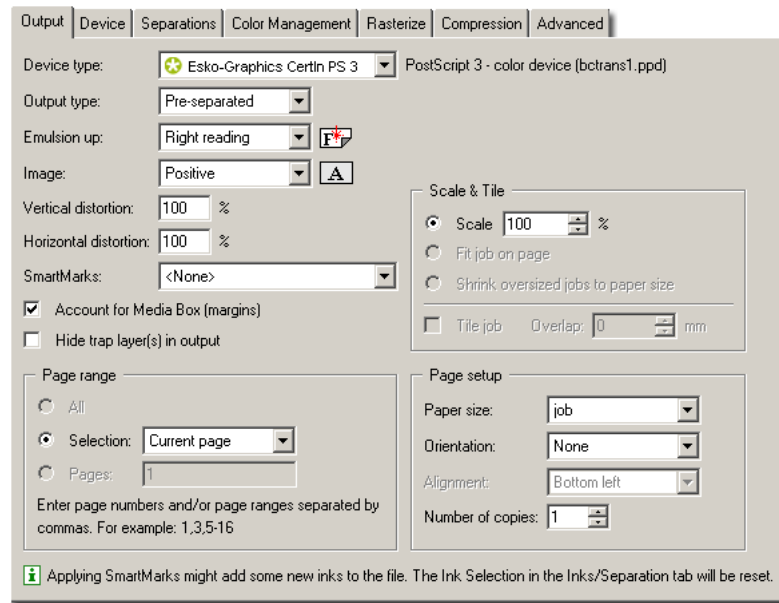 Output Device Separations Color Management Rasterize Compression Advanced
Device type: Esko-Graphics CertIn PS 3 PostScript 3 - color device (bctrans1.ppd)
Output type: Pre-separated
Emulsion up: Right reading F
Image: Positive A
Vertical distortion: 100 %
Horizontal distortion: 100 %
SmartMarks: <None>
Account for Media Box (margins)
Hide trap layer(s) in output
Scale & Tile
Scale 100 %
Fit job on page
Shrink oversized jobs to paper size
Tile job Overlap: 0 mm
Page range
All
Selection: Current page
Pages: 1
Enter page numbers and/or page ranges separated by
commas. For example: 1,3,5-16
Page setup
Paper size: job
Orientation: None
Alignment: Bottom left
Number of copies: 1
i Applying SmartMarks might add some new inks to the file. The Ink Selection in the Inks/Separation tab will be reset.